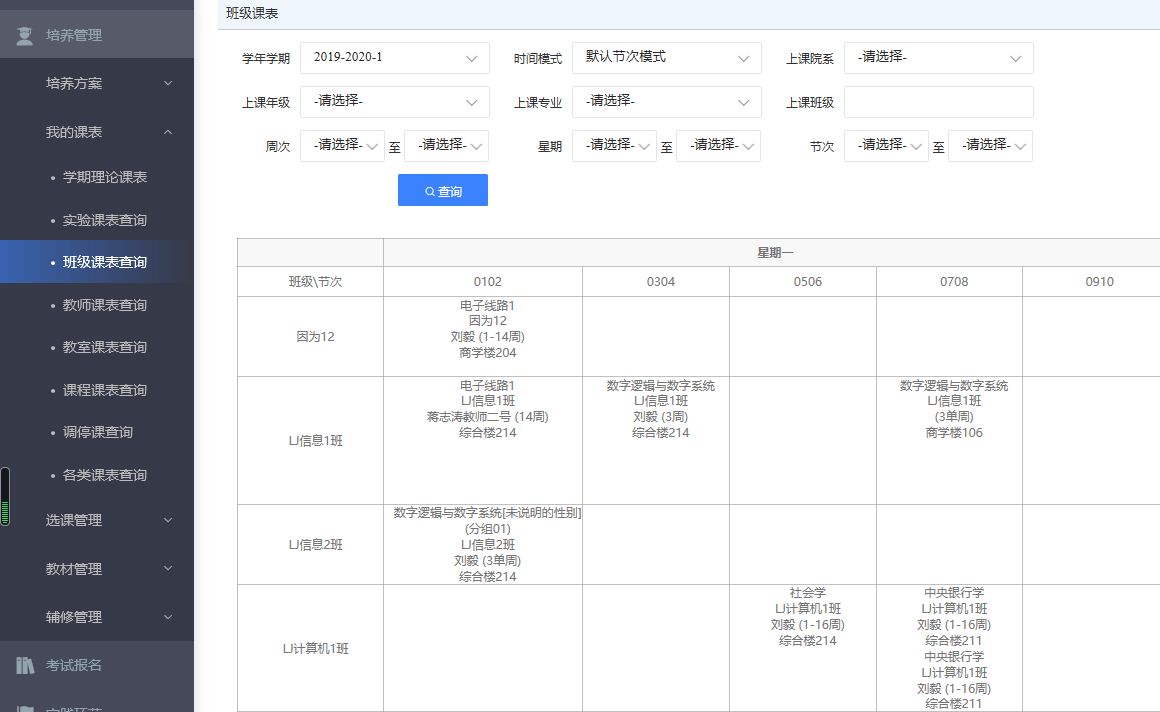 培养管理
培养方案
我的课表
学期理论课表
实验课表查询
班级课表查询
教师课表查询
教室课表查询
课程课表查询
调停课查询
各类课表查询
选课管理
教材管理
辅修管理
考试报名
班级课表
学年学期 2019-2020-1 时间模式 默认节次模式 上课院系 -请选择-
上课年级 -请选择- 上课专业 -请选择- 上课班级
周次 -请选择- 至 -请选择- 星期 -请选择- 至 -请选择- 节次 -请选择- 至 -请选择-
查询
星期一
班级\节次 0102 0304 0506 0708 0910
因为12
电子线路1
因为12
刘毅 (1-14周)
商学楼204
LJ信息1班
电子线路1
LJ信息1班
蒋志涛教师二号 (14周)
综合楼214
数字逻辑与数字系统
LJ信息1班
刘毅 (3周)
综合楼214
数字逻辑与数字系统
LJ信息1班
(3单周)
商学楼106
LJ信息2班
数字逻辑与数字系统[未说明的性别]
(分组01)
LJ信息2班
刘毅 (3单周)
综合楼214
LJ计算机1班
社会学
LJ计算机1班
刘毅 (1-16周)
综合楼214
中央银行学
LJ计算机1班
刘毅 (1-16周)
综合楼211
中央银行学
LJ计算机1班
刘毅 (1-16周)
综合楼211